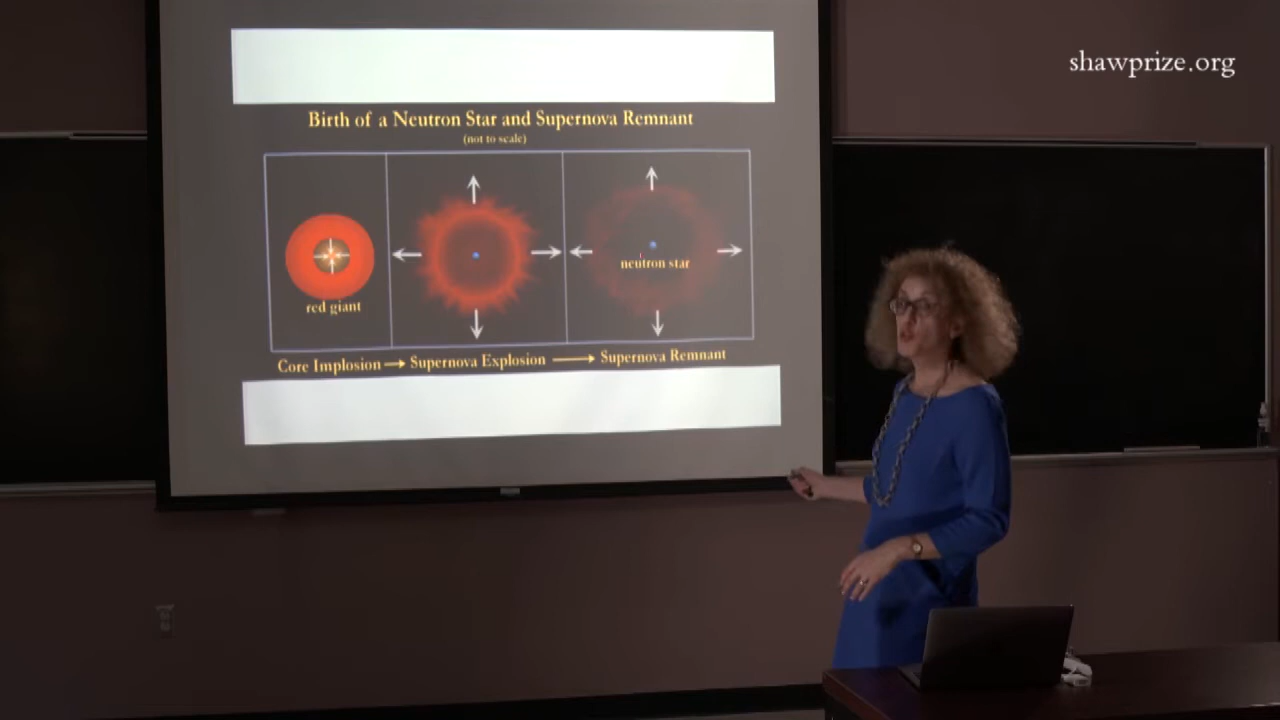 shawprize.org
Birth of a Neutron Star and Supernova Remnant
(not to scale)
neutron star
red giant
Core Implosion → Supernova Explosion → Supernova Remnant